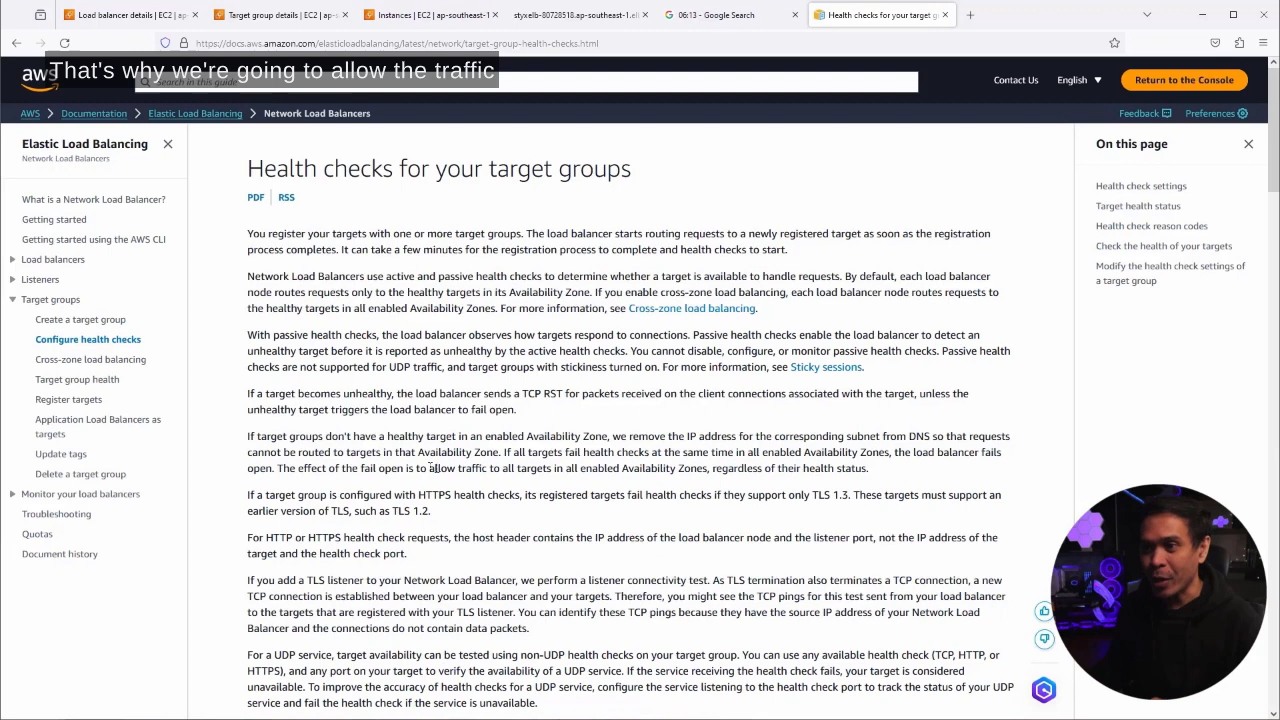 Load balancer details | EC2 | ap-
Target group details | EC2 | ap-s
Instances | EC2 | ap-southeast-1
styxelb-80728518.ap-southeast-1.el
06:13 - Google Search
Health checks for your target g
https://docs.aws.amazon.com/elasticloadbalancing/latest/network/target-group-health-checks.html
That's why we're going to allow the traffic
aws
Search in this guide
Contact Us
English
Return to the Console
AWS
Documentation
Elastic Load Balancing
Network Load Balancers
Feedback
Preferences
Elastic Load Balancing
Network Load Balancers
What is a Network Load Balancer?
Getting started
Getting started using the AWS CLI
Load balancers
Listeners
Target groups
Create a target group
Configure health checks
Cross-zone load balancing
Target group health
Register targets
Application Load Balancers as
targets
Update tags
Delete a target group
Monitor your load balancers
Troubleshooting
Quotas
Document history
Health checks for your target groups
PDF
RSS
You register your targets with one or more target groups. The load balancer starts routing requests to a newly registered target as soon as the registration
process completes. It can take a few minutes for the registration process to complete and health checks to start.
Network Load Balancers use active and passive health checks to determine whether a target is available to handle requests. By default, each load balancer
node routes requests only to the healthy targets in its Availability Zone. If you enable cross-zone load balancing, each load balancer node routes requests to
the healthy targets in all enabled Availability Zones. For more information, see Cross-zone load balancing.
With passive health checks, the load balancer observes how targets respond to connections. Passive health checks enable the load balancer to detect an
unhealthy target before it is reported as unhealthy by the active health checks. You cannot disable, configure, or monitor passive health checks. Passive health
checks are not supported for UDP traffic, and target groups with stickiness turned on. For more information, see Sticky sessions.
If a target becomes unhealthy, the load balancer sends a TCP RST for packets received on the client connections associated with the target, unless the
unhealthy target triggers the load balancer to fail open.
If target groups don't have a healthy target in an enabled Availability Zone, we remove the IP address for the corresponding subnet from DNS so that requests
cannot be routed to targets in that Availability Zone. If all targets fail health checks at the same time in all enabled Availability Zones, the load balancer fails
open. The effect of the fail open is to allow traffic to all targets in all enabled Availability Zones, regardless of their health status.
If a target group is configured with HTTPS health checks, its registered targets fail health checks if they support only TLS 1.3. These targets must support an
earlier version of TLS, such as TLS 1.2.
For HTTP or HTTPS health check requests, the host header contains the IP address of the load balancer node and the listener port, not the IP address of the
target and the health check port.
If you add a TLS listener to your Network Load Balancer, we perform a listener connectivity test. As TLS termination also terminates a TCP connection, a new
TCP connection is established between your load balancer and your targets. Therefore, you might see the TCP pings for this test sent from your load balancer
to the targets that are registered with your TLS listener. You can identify these TCP pings because they have the source IP address of your Network Load
Balancer and the connections do not contain data packets.
For a UDP service, target availability can be tested using non-UDP health checks on your target group. You can use any available health check (TCP, HTTP, or
HTTPS), and any port on your target to verify the availability of a UDP service. If the service receiving the health check fails, your target is considered
unavailable. To improve the accuracy of health checks for a UDP service, configure the service listening to the health check port to track the status of your UDP
service and fail the health check if the service is unavailable.
On this page
Health check settings
Target health status
Health check reason codes
Check the health of your targets
Modify the health check settings of
a target group